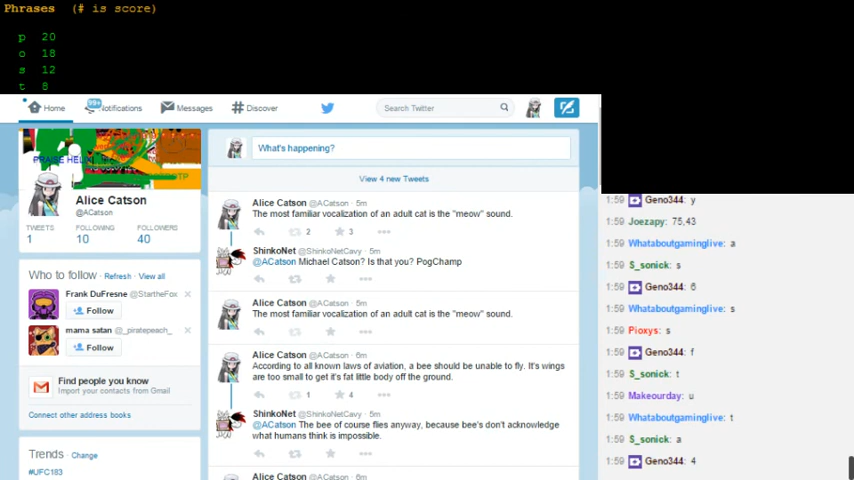 Phrases (# is score)
p 20
o 18
s 12
t 8
Home
99+
Notifications
Messages
Discover
Search Twitter
PRAISE HELIX!
Alice Catson
@ACatson
TWEETS FOLLOWING FOLLOWERS
1 10 40
Who to follow · Refresh · View all
Frank DuFresne @StartheFox
Follow
mama satan @_piratepeach_
Follow
Find people you know
Import your contacts from Gmail
Connect other address books
Trends · Change
#UFC183
What's happening?
View 4 new Tweets
Alice Catson @ACatson · 5m
The most familiar vocalization of an adult cat is the "meow" sound.
2 3
ShinkoNet @ShinkoNetCavy · 5m
@ACatson Michael Catson? Is that you? PogChamp
Alice Catson @ACatson · 5m
The most familiar vocalization of an adult cat is the "meow" sound.
Alice Catson @ACatson · 6m
According to all known laws of aviation, a bee should be unable to fly. It's wings
are too small to get it's fat little body off the ground.
1 4
ShinkoNet @ShinkoNetCavy · 5m
@ACatson The bee of course flies anyway, because bee's don't acknowledge
what humans think is impossible.
Alice Catson @ACatson · 6m
1:59 Geno344: y
1:59 Joezapy: 75,43
1:59 Whataboutgaminglive: a
1:59 S_sonick: s
1:59 Geno344: 6
1:59 Whataboutgaminglive: s
1:59 Pioxys: s
1:59 Geno344: f
1:59 S_sonick: t
1:59 Makeourday: u
1:59 Whataboutgaminglive: t
1:59 S_sonick: a
1:59 Geno344: 4